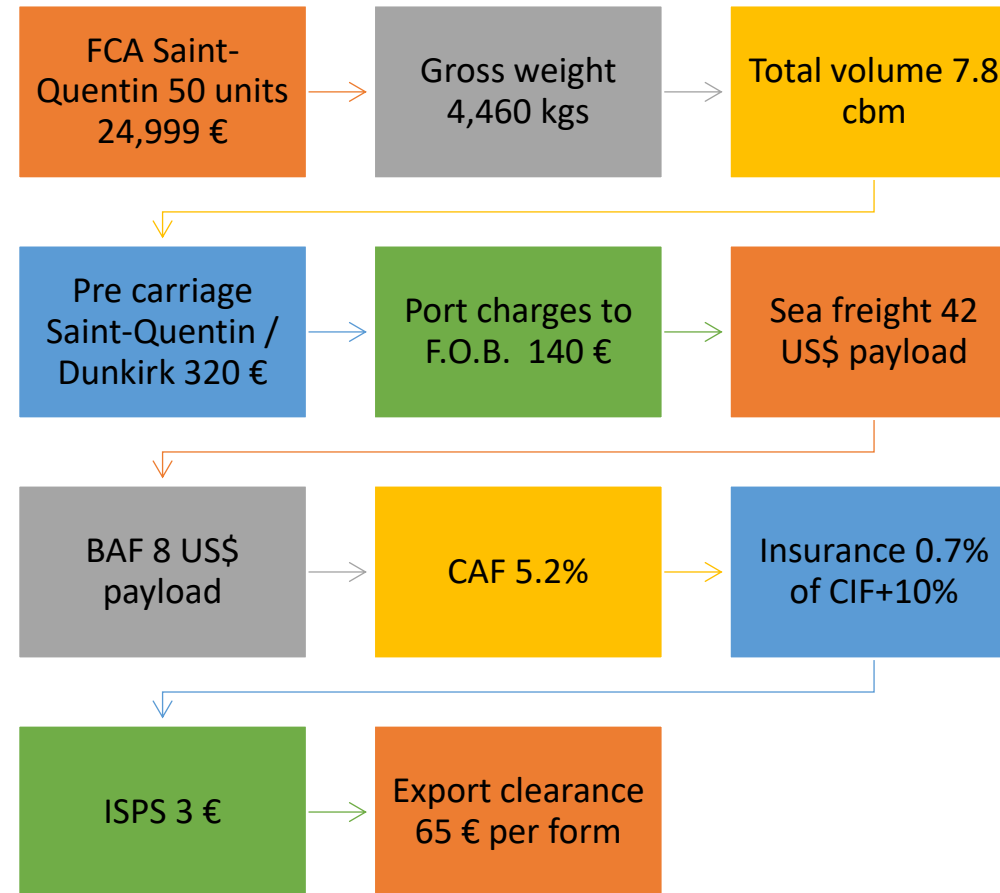 FCA Saint-
Quentin 50 units
24,999 €
Gross weight
4,460 kgs
Total volume 7.8
cbm
Pre carriage
Saint-Quentin /
Dunkirk 320 €
Port charges to
F.O.B.  140 €
Sea freight 42
US$ payload
BAF 8 US$
payload
CAF 5.2%
Insurance 0.7%
of CIF+10%
ISPS 3 €
Export clearance
65 € per form